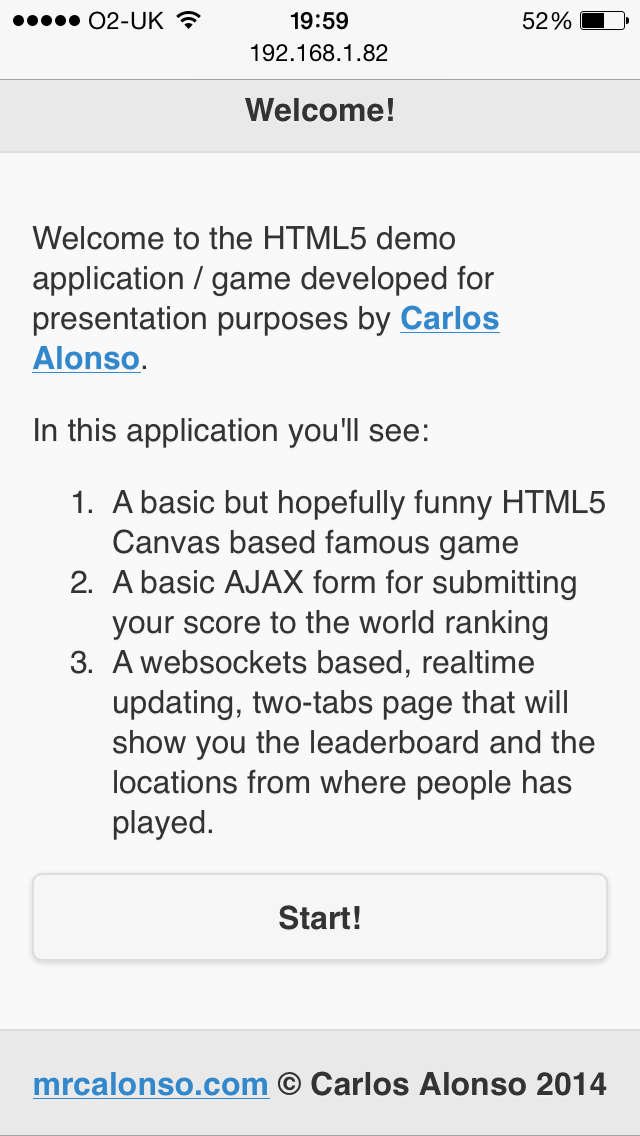 O2-UK 19:59 52%
192.168.1.82
Welcome!
Welcome to the HTML5 demo
application / game developed for
presentation purposes by Carlos
Alonso.
In this application you'll see:
1. A basic but hopefully funny HTML5
Canvas based famous game
2. A basic AJAX form for submitting
your score to the world ranking
3. A websockets based, realtime
updating, two-tabs page that will
show you the leaderboard and the
locations from where people has
played.
Start!
mrcalonso.com © Carlos Alonso 2014